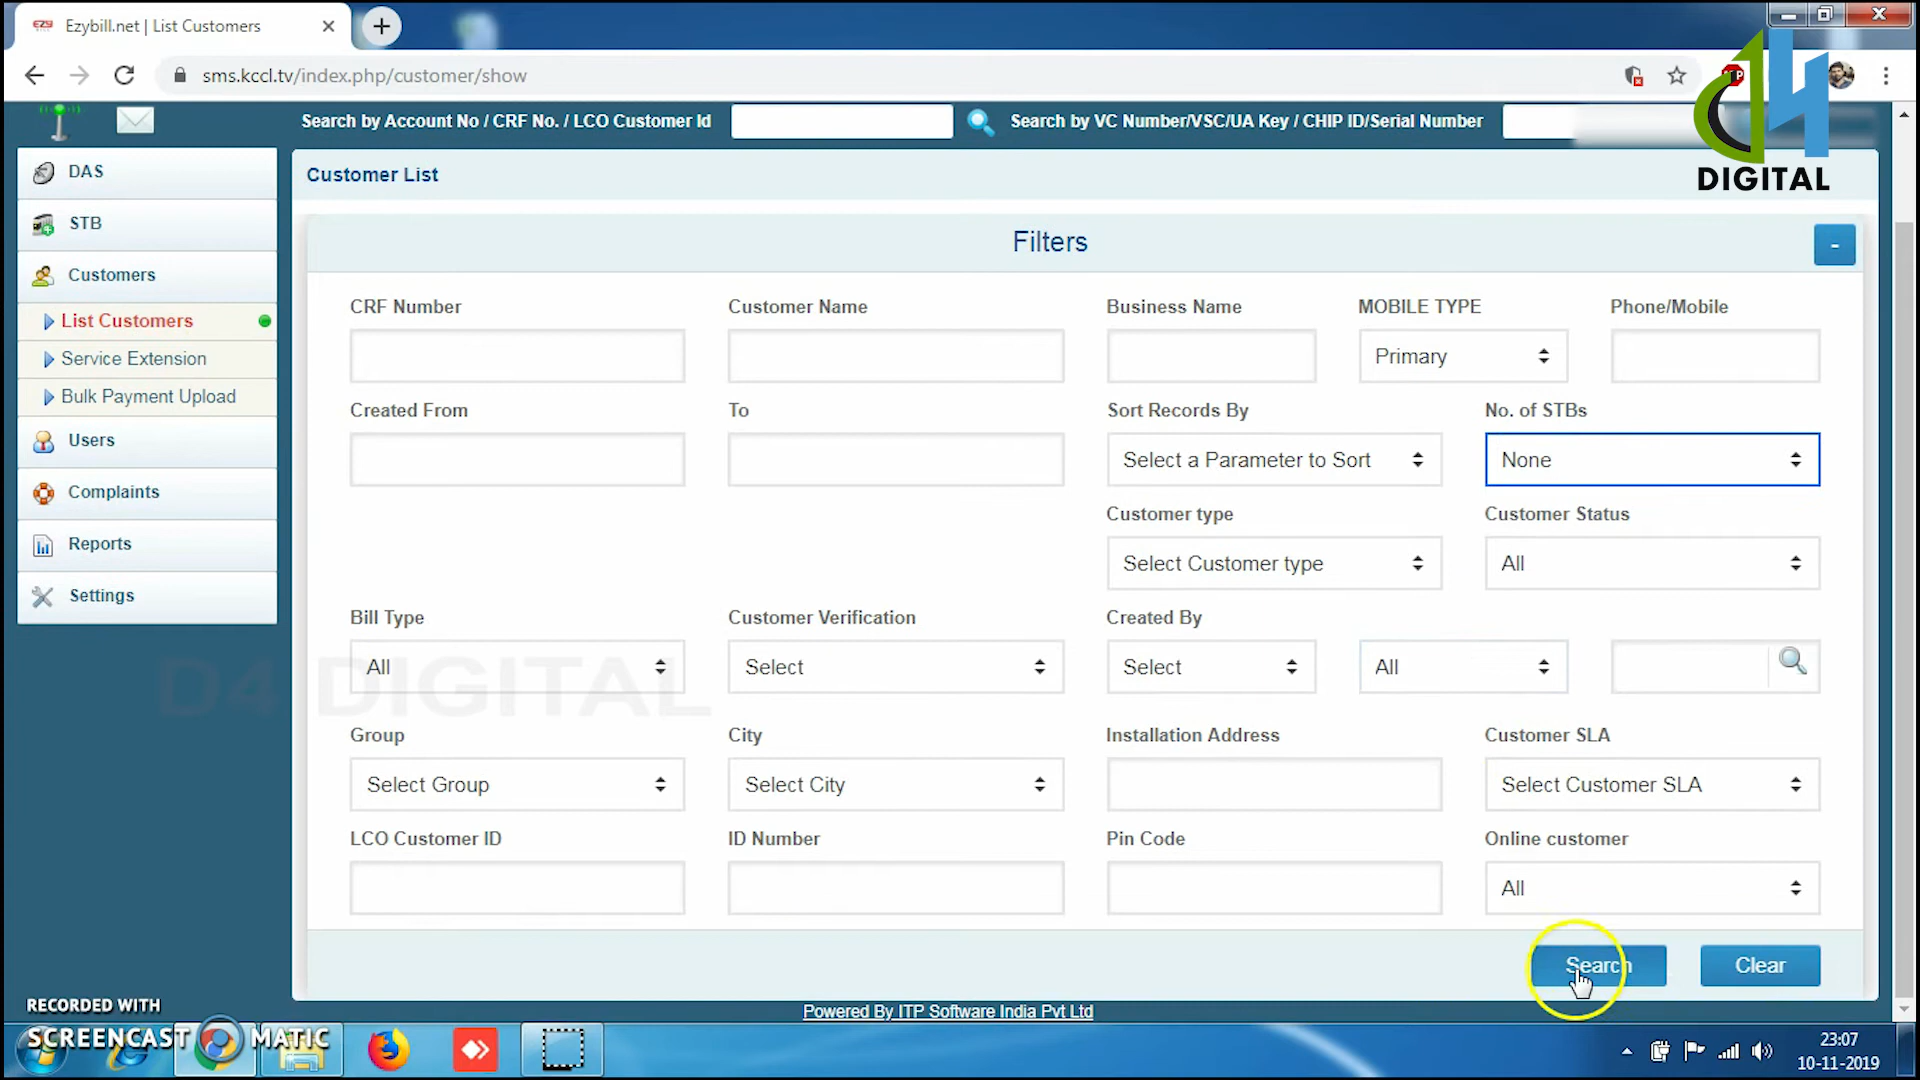 EZY Ezybill.net | List Customers
sms.kccl.tv/index.php/customer/show
Search by Account No / CRF No. / LCO Customer Id
Search by VC Number/VSC/UA Key / CHIP ID/Serial Number
DIGITAL
DAS
STB
Customers
List Customers
Service Extension
Bulk Payment Upload
Users
Complaints
Reports
Settings
Customer List
Filters
-
CRF Number
Customer Name
Business Name
MOBILE TYPE
Phone/Mobile
Primary
Created From
To
Sort Records By
No. of STBs
Select a Parameter to Sort
None
Customer type
Customer Status
Select Customer type
All
Bill Type
Customer Verification
Created By
All
Select
Select
All
D4 DIGITAL
Group
City
Installation Address
Customer SLA
Select Group
Select City
Select Customer SLA
LCO Customer ID
ID Number
Pin Code
Online customer
All
Search
Clear
Powered By ITP Software India Pvt Ltd
RECORDED WITH
SCREENCAST MATIC
23:07
10-11-2019